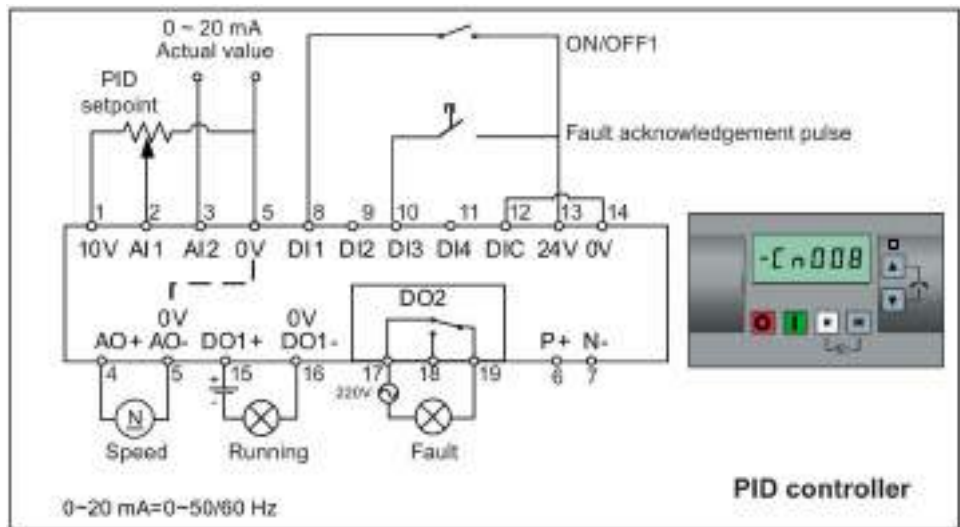 0 ~ 20 mA
Actual value
ON/OFF1
PID
setpoint
Fault acknowledgement pulse
1 2 3 5 8 9 10 11 12 13 14
10V AI1 AI2 0V DI1 DI2 DI3 DI4 DIC 24V 0V
-Cn008
DO2
0V 0V
AO+ AO- DO1+ DO1- P+ N-
4 5 15 16 17 18 19 6 7
+
-
220V
N
Speed Running Fault
0~20 mA=0~50/60 Hz
PID controller